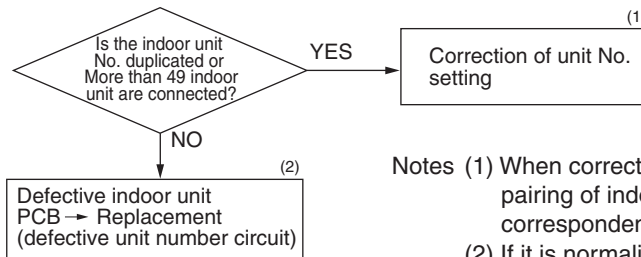 Is the indoor unit
No. duplicated or
More than 49 indoor
unit are connected?
YES
(1
Correction of unit No.
setting
NO
(2)
Defective indoor unit
PCB → Replacement
(defective unit number circuit)
Notes (1) When correct
pairing of indo
corresponden
(2) If it is normali